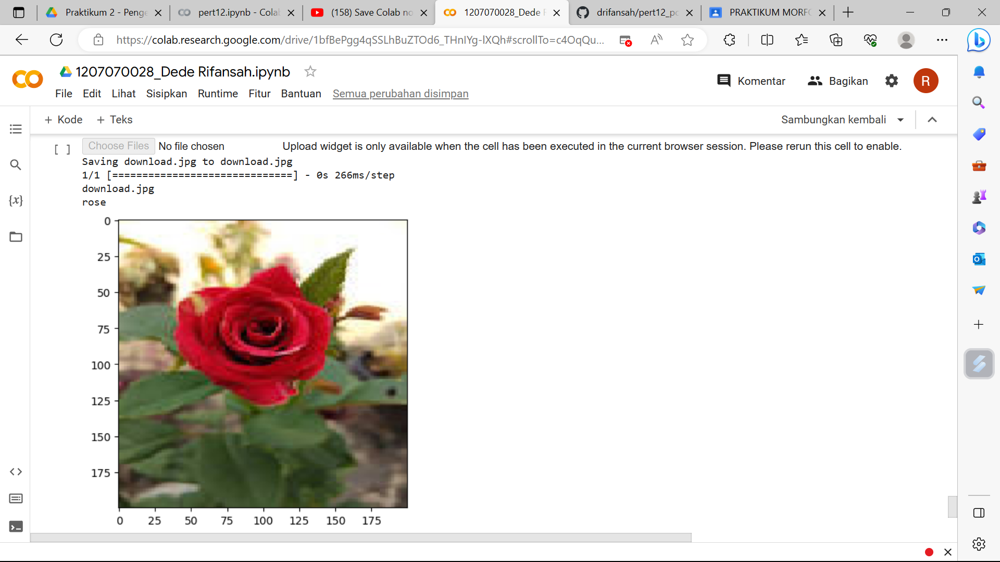 Praktikum 2 - Penge
pert12.ipynb - Cola
(158) Save Colab no
1207070028_Dede
drifansah/pert12_pc
PRAKTIKUM MORFO
https://colab.research.google.com/drive/1bfBePgg4qSSLhBuZTOd6_THnIYg-lXQh#scrollTo=c4OqQu...
1207070028_Dede Rifansah.ipynb
Komentar
Bagikan
R
File Edit Lihat Sisipkan Runtime Fitur Bantuan Semua perubahan disimpan
+ Kode + Teks
Sambungkan kembali
[ ] Choose Files No file chosen Upload widget is only available when the cell has been executed in the current browser session. Please rerun this cell to enable.
Saving download.jpg to download.jpg
1/1 [==============================] - 0s 266ms/step
download.jpg
rose
0
25
50
75
100
125
150
175
0 25 50 75 100 125 150 175